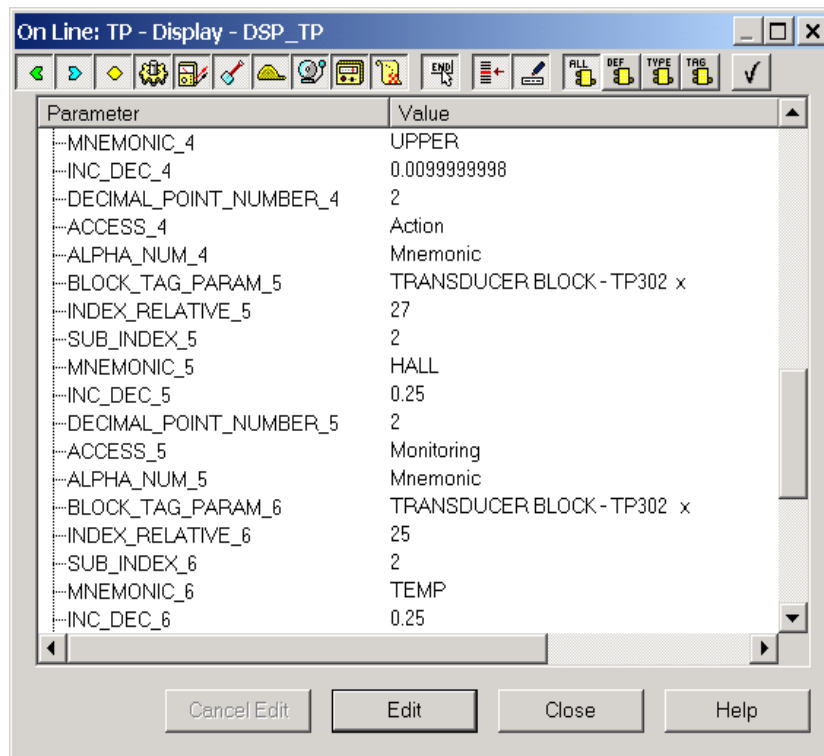 On Line: TP - Display - DSP_TP
END ALL DEF TYPE TAG
Parameter Value
MNEMONIC_4 UPPER
INC_DEC_4 0.0099999998
DECIMAL_POINT_NUMBER_4 2
ACCESS_4 Action
ALPHA_NUM_4 Mnemonic
BLOCK_TAG_PARAM_5 TRANSDUCER BLOCK - TP302 x
INDEX_RELATIVE_5 27
SUB_INDEX_5 2
MNEMONIC_5 HALL
INC_DEC_5 0.25
DECIMAL_POINT_NUMBER_5 2
ACCESS_5 Monitoring
ALPHA_NUM_5 Mnemonic
BLOCK_TAG_PARAM_6 TRANSDUCER BLOCK - TP302 x
INDEX_RELATIVE_6 25
SUB_INDEX_6 2
MNEMONIC_6 TEMP
INC_DEC_6 0.25
Cancel Edit Edit Close Help